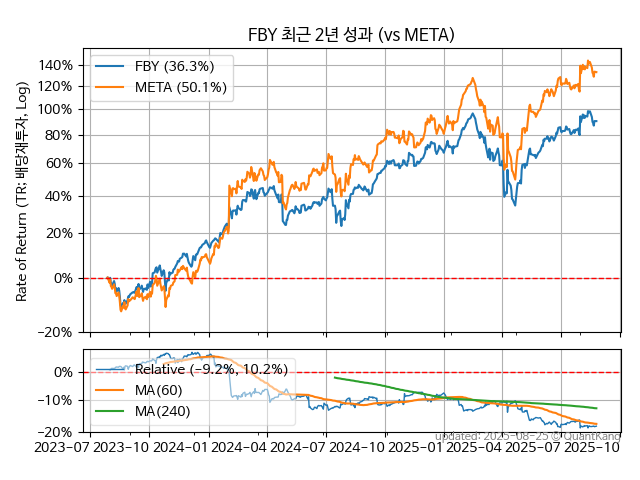 FBY 최근 2년 성과 (vs META)
Rate of Return (TR: 배당재투자, Log)
140%
120%
100%
80%
60%
40%
20%
0%
−20%
FBY (36.3%)
META (50.1%)
0%
−10%
−20%
Relative (−9.2%, 10.2%)
MA(60)
MA(240)
updated: 2025-08-25 © QuantKang
2023-07 2023-10 2024-01 2024-04 2024-07 2024-10 2025-01 2025-04 2025-07 2025-10